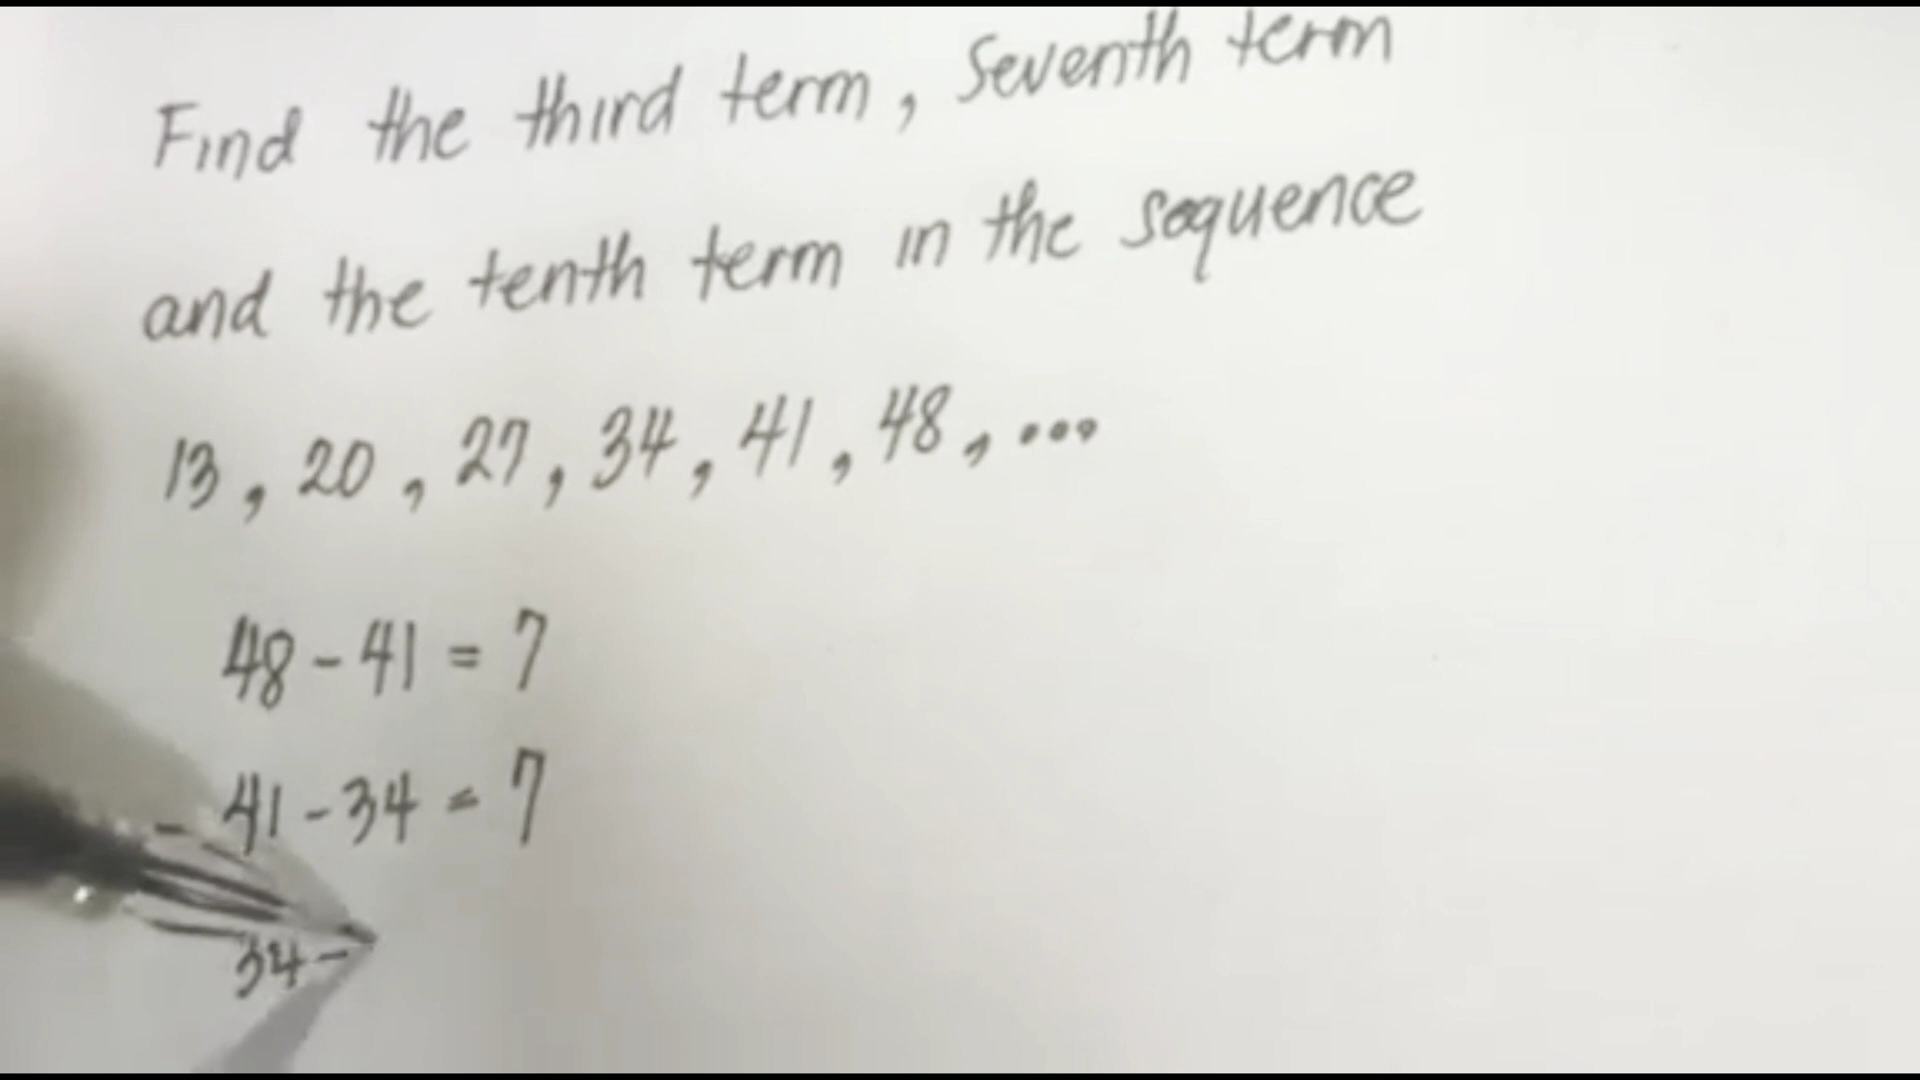 Find the third term, Seventh term
and the tenth term in the sequence
13, 20, 27, 34, 41, 48, ...
48 - 41 = 7
41 - 34 = 7
34 -